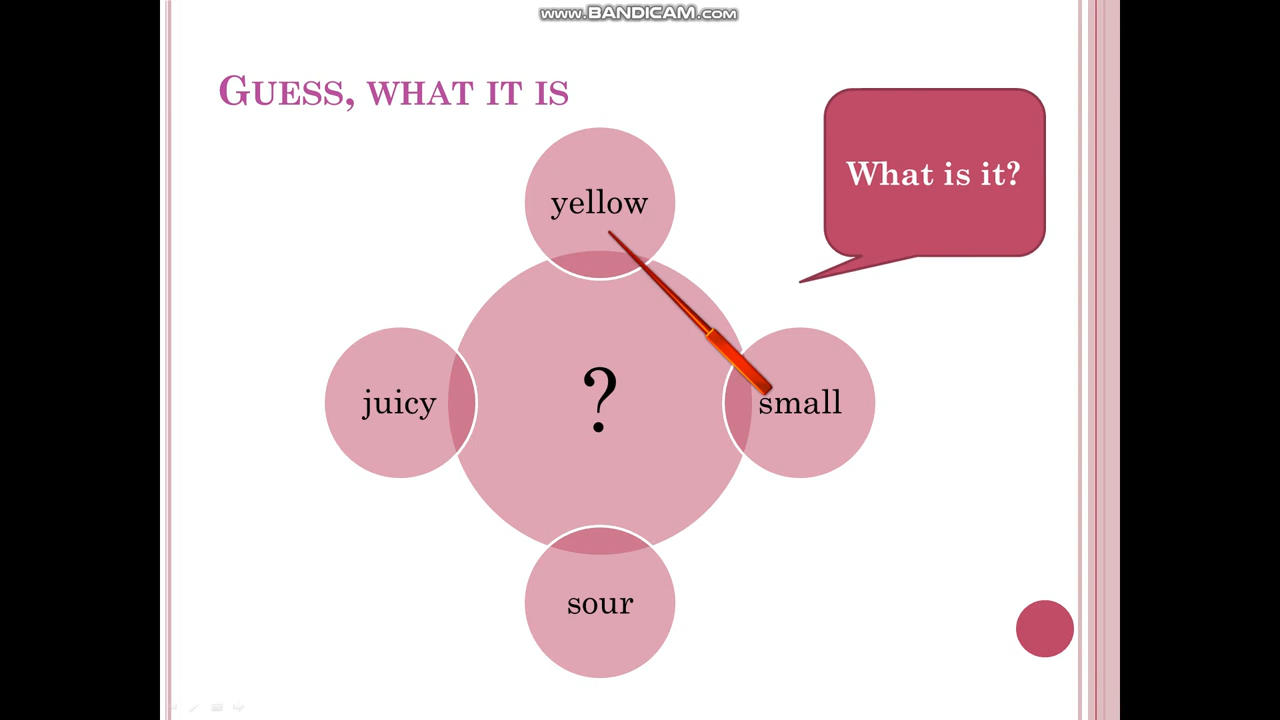 www.BANDICAM.com
GUESS, WHAT IT IS
What is it?
yellow
juicy
?
small
sour